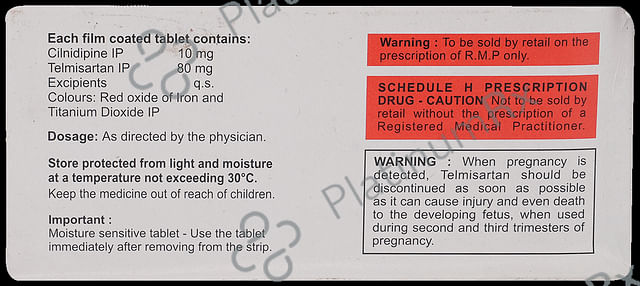 Each film coated tablet contains:
Cilnidipine IP 10 mg
Telmisartan IP 80 mg
Excipients q.s.
Colours: Red oxide of Iron and
Titanium Dioxide IP
Dosage: As directed by the physician.
Store protected from light and moisture
at a temperature not exceeding 30°C.
Keep the medicine out of reach of children.
Important :
Moisture sensitive tablet - Use the tablet
immediately after removing from the strip.
Warning : To be sold by retail on the
prescription of R.M.P only.
SCHEDULE H PRESCRIPTION
DRUG - CAUTION Not to be sold by
retail without the prescription of a
Registered Medical Practitioner.
WARNING : When pregnancy is
detected, Telmisartan should be
discontinued as soon as possible
as it can cause injury and even death
to the developing fetus, when used
during second and third trimesters of
pregnancy.
Platinum Rx
Platinum
Rx